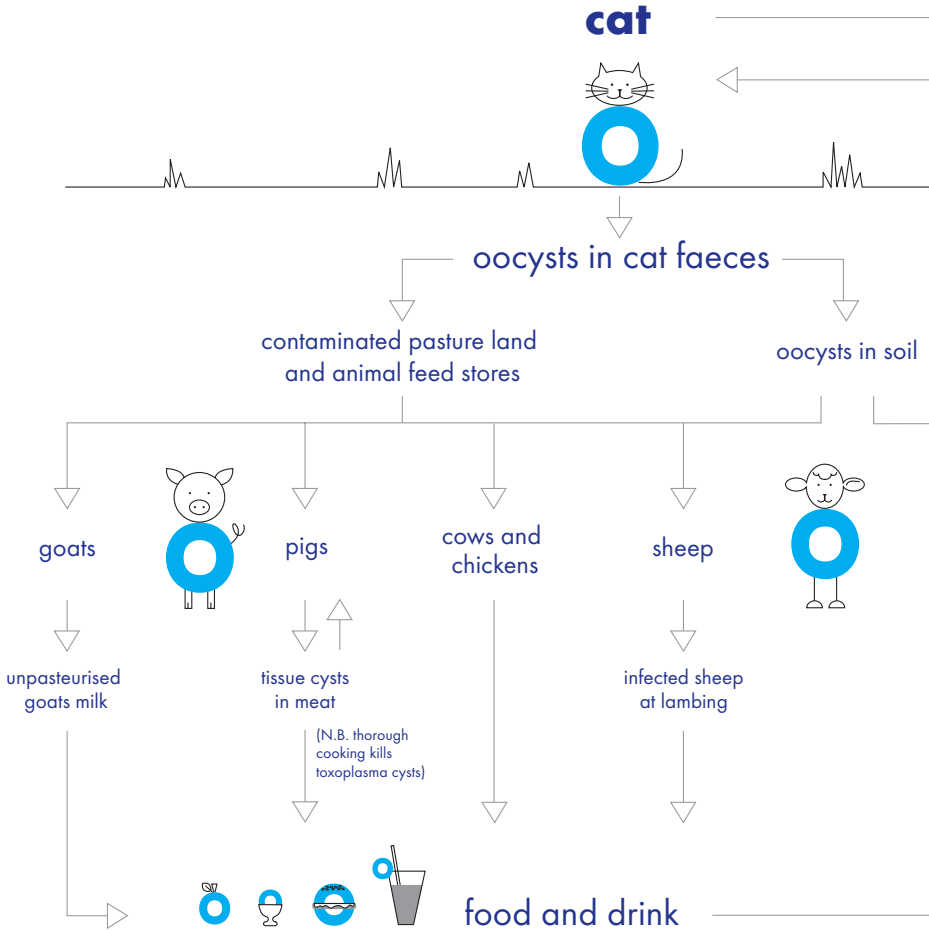 cat
oocysts in cat faeces
contaminated pasture land
and animal feed stores
oocysts in soil
goats
pigs
cows and
chickens
sheep
unpasteurised
goats milk
tissue cysts
in meat
(N.B. thorough
cooking kills
toxoplasma cysts)
infected sheep
at lambing
food and drink